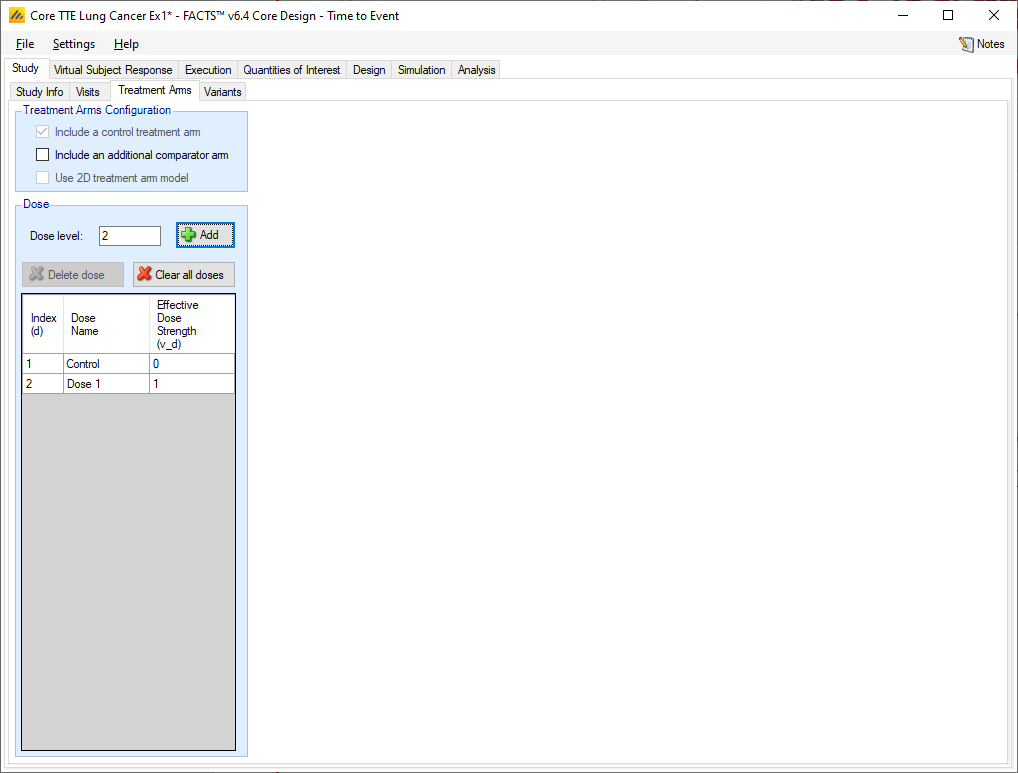 Core TTE Lung Cancer Ex1* - FACTS™ v6.4 Core Design - Time to Event
File Settings Help Notes
Study Virtual Subject Response Execution Quantities of Interest Design Simulation Analysis
Study Info Visits Treatment Arms Variants
Treatment Arms Configuration
Include a control treatment arm
Include an additional comparator arm
Use 2D treatment arm model
Dose
Dose level: 2 Add
Delete dose Clear all doses
Index (d) Dose Name Effective Dose Strength (v_d)
1 Control 0
2 Dose 1 1